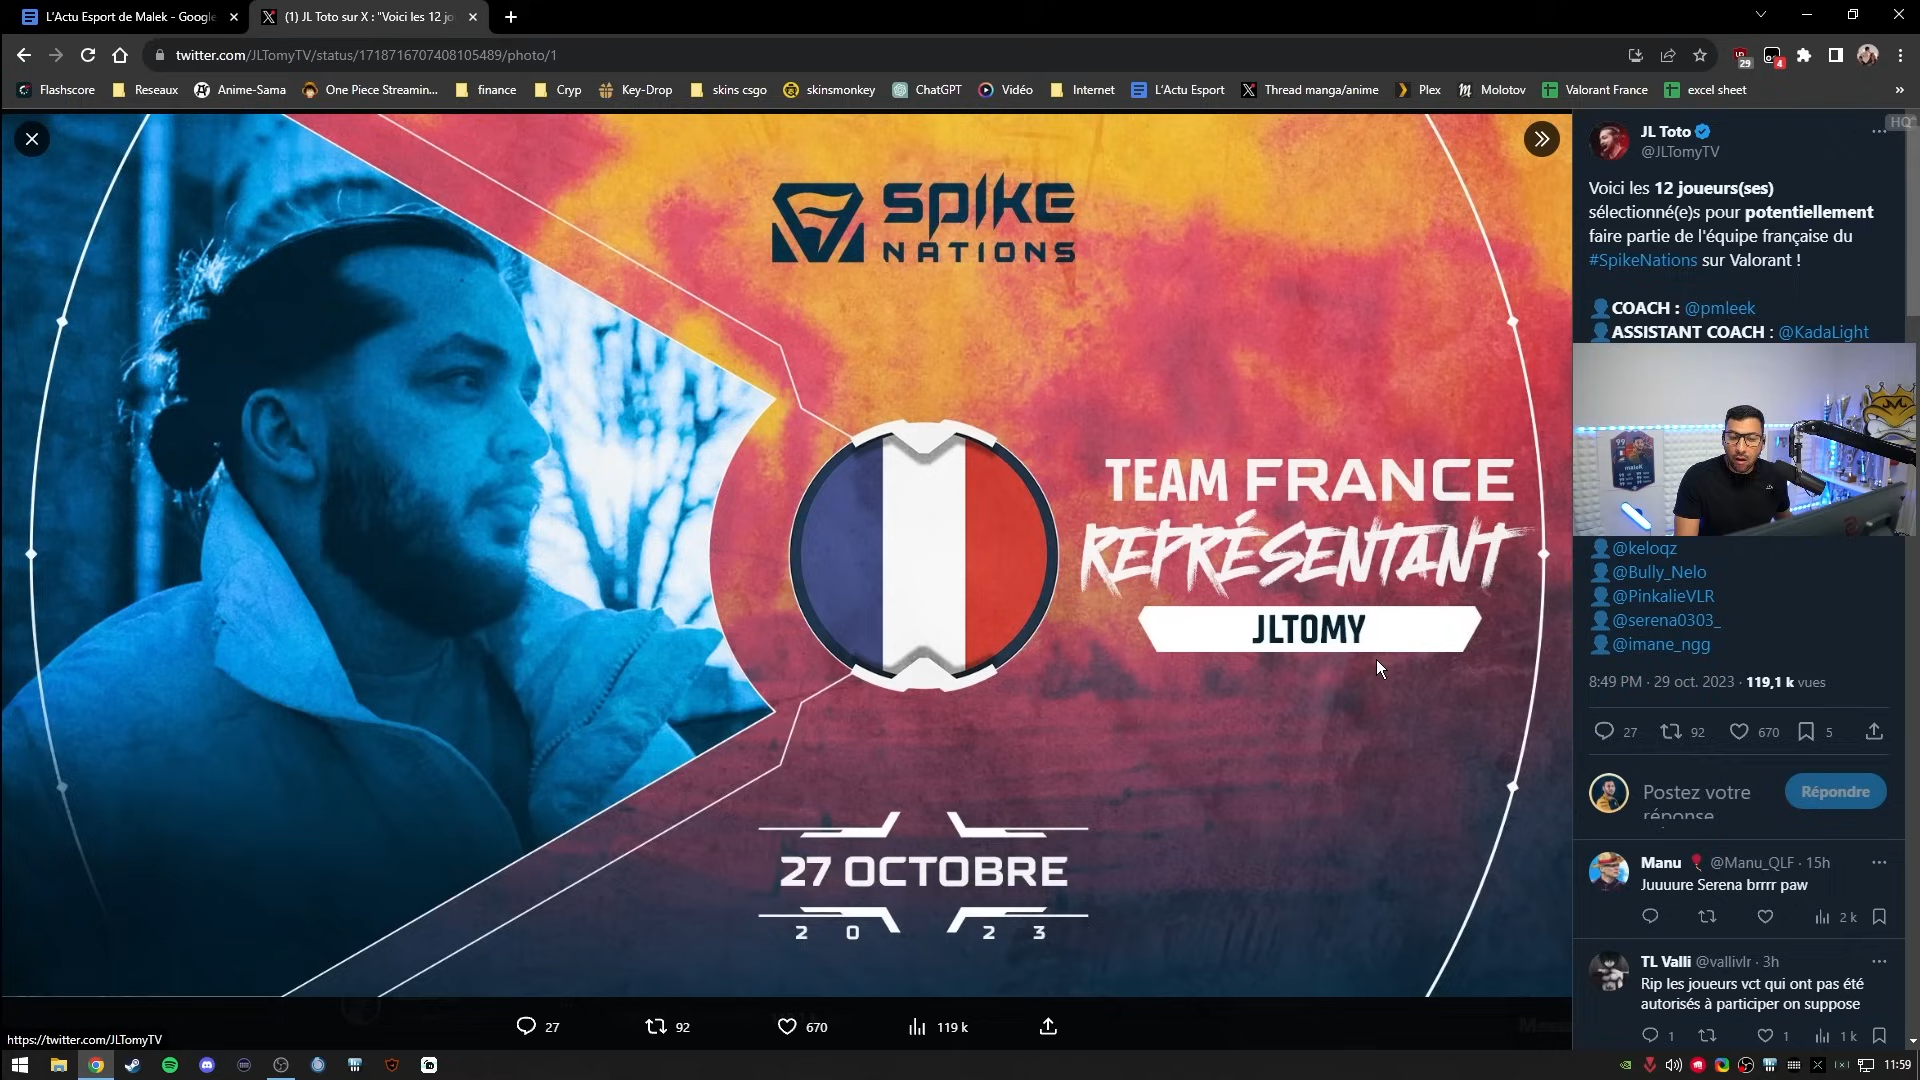 L'Actu Esport de Malek - Google
(1) JL Toto sur X : "Voici les 12 jo
twitter.com/JLTomyTV/status/1718716707408105489/photo/1
29
4
Flashscore
Reseaux
Anime-Sama
One Piece Streamin...
finance
Cryp
Key-Drop
skins csgo
skinsmonkey
ChatGPT
Vidéo
Internet
L'Actu Esport
Thread manga/anime
Plex
Molotov
Valorant France
excel sheet
HQ
SPIKE
NATIONS
TEAM FRANCE
REPRÉSENTANT
JLTOMY
27 OCTOBRE
2 0 2 3
27
92
670
119 k
JL Toto
@JLTomyTV
Voici les 12 joueurs(ses)
sélectionné(e)s pour potentiellement
faire partie de l'équipe française du
#SpikeNations sur Valorant !
COACH : @pmleek
ASSISTANT COACH : @KadaLight
99
maleK
@keloqz
@Bully_Nelo
@PinkalieVLR
@serena0303_
@imane_ngg
8:49 PM · 29 oct. 2023 · 119,1 k vues
27
92
670
5
Postez votre
réponse
Répondre
Manu @Manu_QLF · 15h
Juuuure Serena brrrr paw
2 k
TL Valli @vallivlr · 3h
Rip les joueurs vct qui ont pas été
autorisés à participer on suppose
1
1
1 k
https://twitter.com/JLTomyTV
11:59